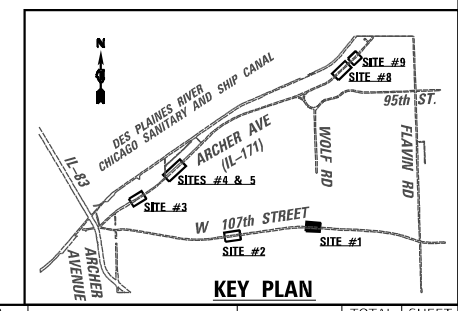 N
DES PLAINES RIVER
CHICAGO SANITARY AND SHIP CANAL
SITE #9
SITE #8
95th ST.
ARCHER AVE
(IL-171)
WOLF RD
FLAVIN RD
IL-83
SITES #4 & 5
SITE #3
W 107th STREET
SITE #1
SITE #2
ARCHER
AVENUE
KEY PLAN
TOTAL
SHEET